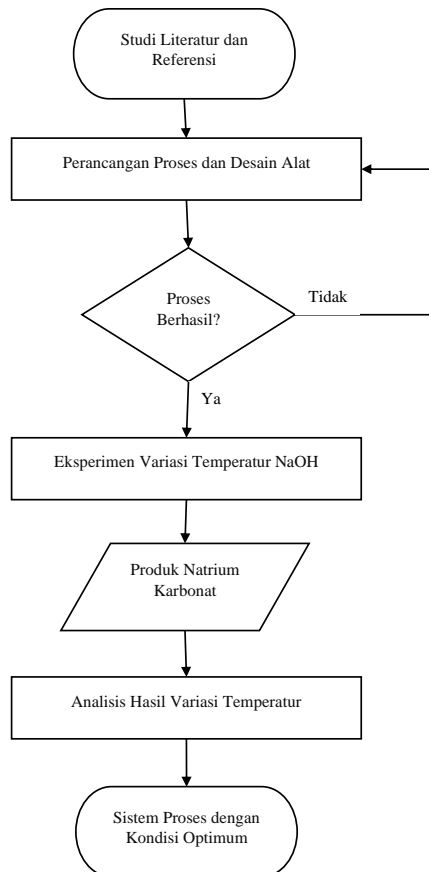 Studi Literatur dan
Referensi
Perancangan Proses dan Desain Alat
Proses
Berhasil?
Tidak
Ya
Eksperimen Variasi Temperatur NaOH
Produk Natrium
Karbonat
Analisis Hasil Variasi Temperatur
Sistem Proses dengan
Kondisi Optimum